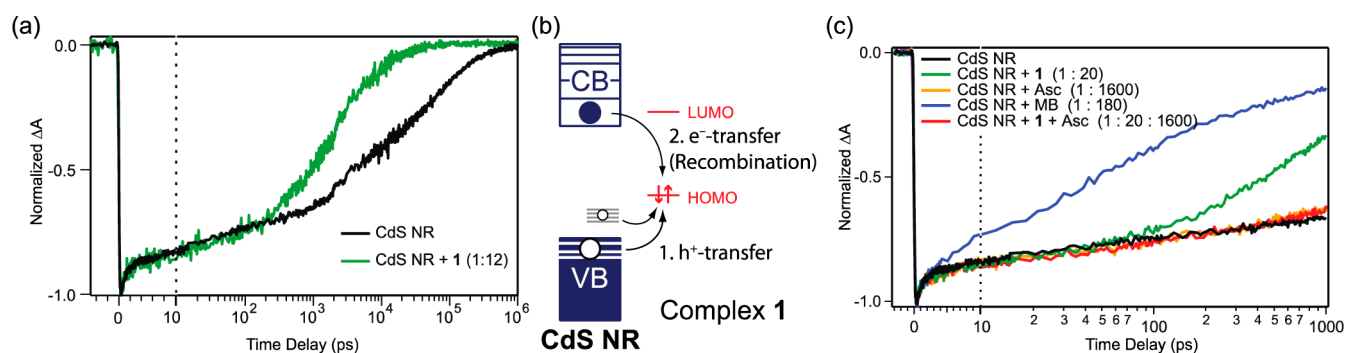 (a)
0.0
-0.5
-1.0
Normalized ΔA
CdS NR
CdS NR + 1 (1:12)
0 10 10² 10³ 10⁴ 10⁵ 10⁶
Time Delay (ps)
(b)
CB
LUMO
2. e⁻-transfer
(Recombination)
HOMO
1. h⁺-transfer
VB
Complex 1
CdS NR
(c)
0.0
-0.5
-1.0
Normalized ΔA
CdS NR
CdS NR + 1 (1 : 20)
CdS NR + Asc (1 : 1600)
CdS NR + MB (1 : 180)
CdS NR + 1 + Asc (1 : 20 : 1600)
0 10 2 3 4 5 6 7 100 2 3 4 5 6 7 1000
Time Delay (ps)